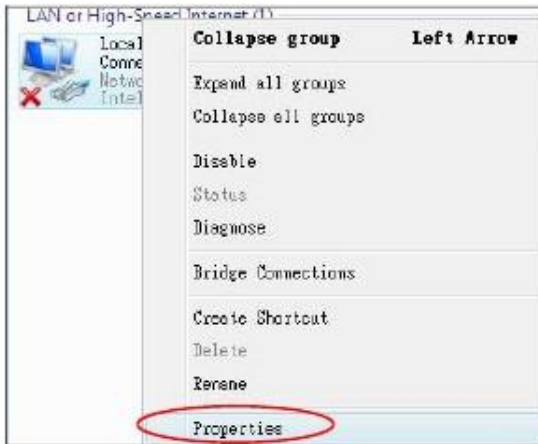 LAN or High-Speed Internet (1)
Local
Conne
Netwo
Intel
Collapse group Left Arrow
Expand all groups
Collapse all groups
Disable
Status
Diagnose
Bridge Connections
Create Shortcut
Delete
Rename
Properties